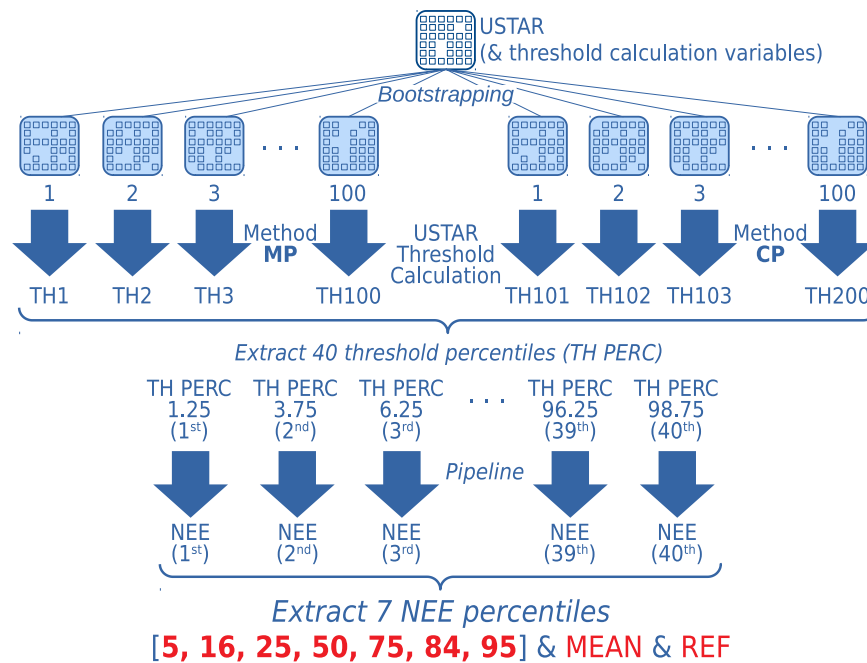 USTAR
(& threshold calculation variables)
Bootstrapping
1 2 3 . . . 100 1 2 3 . . . 100
Method MP
USTAR Threshold Calculation
Method CP
TH1 TH2 TH3 TH100 TH101 TH102 TH103 TH200
Extract 40 threshold percentiles (TH PERC)
TH PERC TH PERC TH PERC . . . TH PERC TH PERC
1.25 3.75 6.25 96.25 98.75
(1st) (2nd) (3rd) (39th) (40th)
Pipeline
NEE NEE NEE NEE NEE
(1st) (2nd) (3rd) (39th) (40th)
Extract 7 NEE percentiles
[5, 16, 25, 50, 75, 84, 95] & MEAN & REF